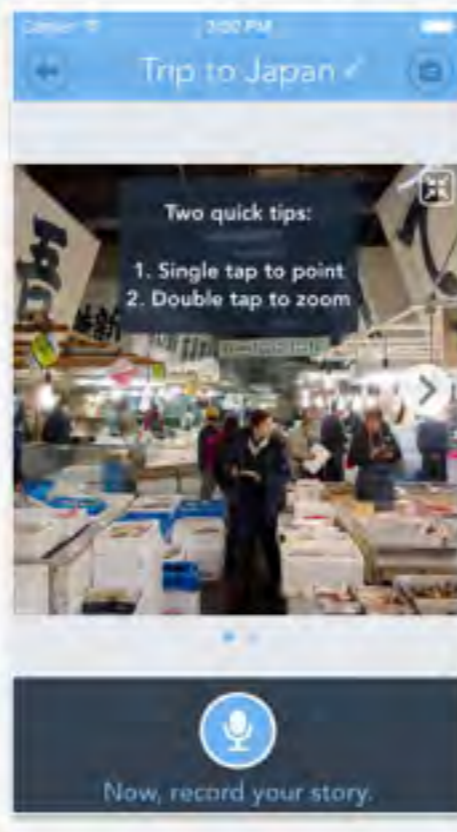 3:00 PM
Trip to Japan
Two quick tips:
1. Single tap to point
2. Double tap to zoom
Now, record your story.